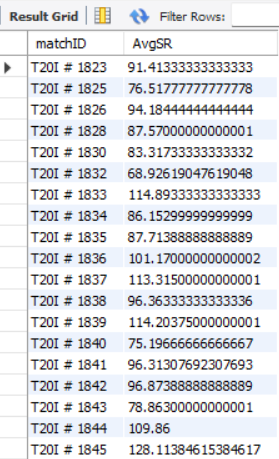 Result Grid Filter Rows:
matchID AvgSR
T20I # 1823 91.41333333333333
T20I # 1825 76.51777777777778
T20I # 1826 94.18444444444444
T20I # 1828 87.57000000000001
T20I # 1830 83.31733333333332
T20I # 1832 68.92619047619048
T20I # 1833 114.89333333333333
T20I # 1834 86.15299999999999
T20I # 1835 87.71388888888889
T20I # 1836 101.17000000000002
T20I # 1837 113.31500000000001
T20I # 1838 96.36333333333336
T20I # 1839 114.20375000000001
T20I # 1840 75.19666666666667
T20I # 1841 96.31307692307693
T20I # 1842 96.87388888888889
T20I # 1843 78.86300000000001
T20I # 1844 109.86
T20I # 1845 128.11384615384617